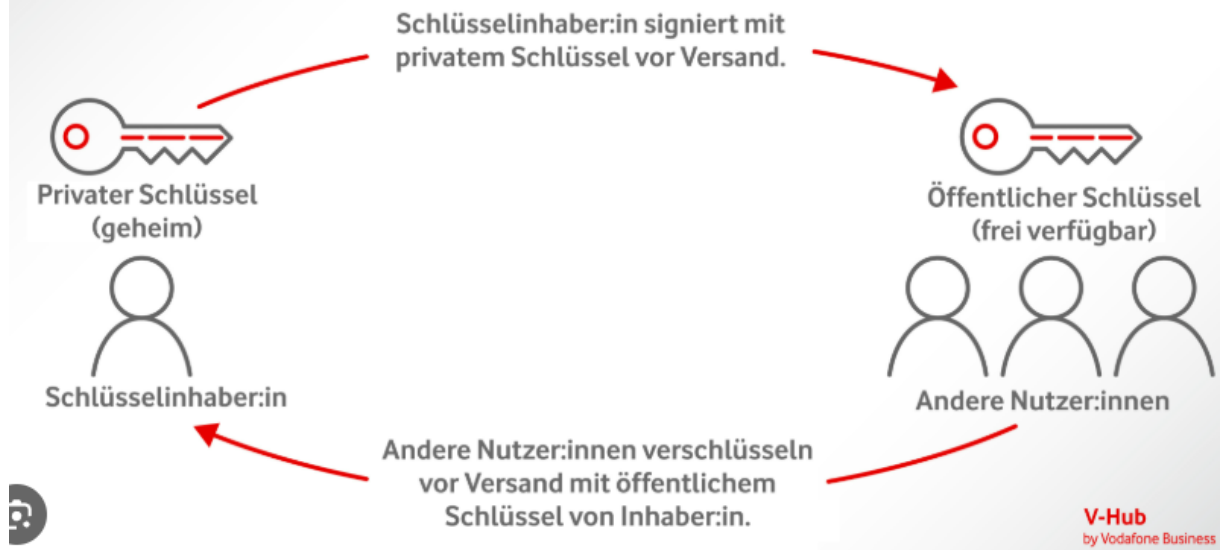 Schlüsselinhaber:in signiert mit
privatem Schlüssel vor Versand.
Privater Schlüssel
(geheim)
Öffentlicher Schlüssel
(frei verfügbar)
Schlüsselinhaber:in
Andere Nutzer:innen
Andere Nutzer:innen verschlüsseln
vor Versand mit öffentlichem
Schlüssel von Inhaber:in.
V-Hub
by Vodafone Business